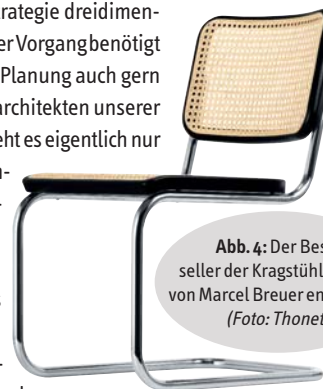 rategie dreidimen-
er Vorgang benötigt
Planung auch gern
architekten unserer
eht es eigentlich nur
Abb. 4: Der Bes
seller der Kragstühl
von Marcel Breuer en
(Foto: Thonet